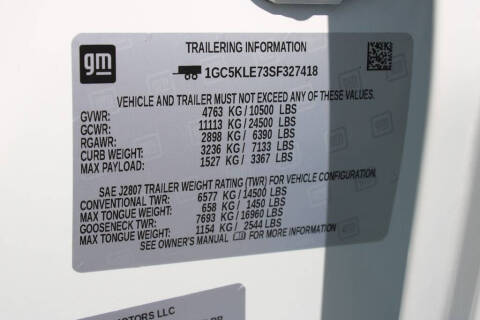 gm
TRAILERING INFORMATION
1GC5KLE73SF327418
VEHICLE AND TRAILER MUST NOT EXCEED ANY OF THESE VALUES.
GVWR: 4763 KG/10500 LBS
GCWR: 11113 KG/24500 LBS
RGAWR: 2898 KG/ 6390 LBS
CURB WEIGHT: 3236 KG/ 7133 LBS
MAX PAYLOAD: 1527 KG/ 3367 LBS
SAE J2807 TRAILER WEIGHT RATING (TWR) FOR VEHICLE CONFIGURATION.
CONVENTIONAL TWR: 6577 KG/14500 LBS
MAX TONGUE WEIGHT: 658 KG/ 1450 LBS
GOOSENECK TWR: 7693 KG/16960 LBS
MAX TONGUE WEIGHT: 1154 KG/ 2544 LBS
SEE OWNER'S MANUAL FOR MORE INFORMATION
MOTORS LLC